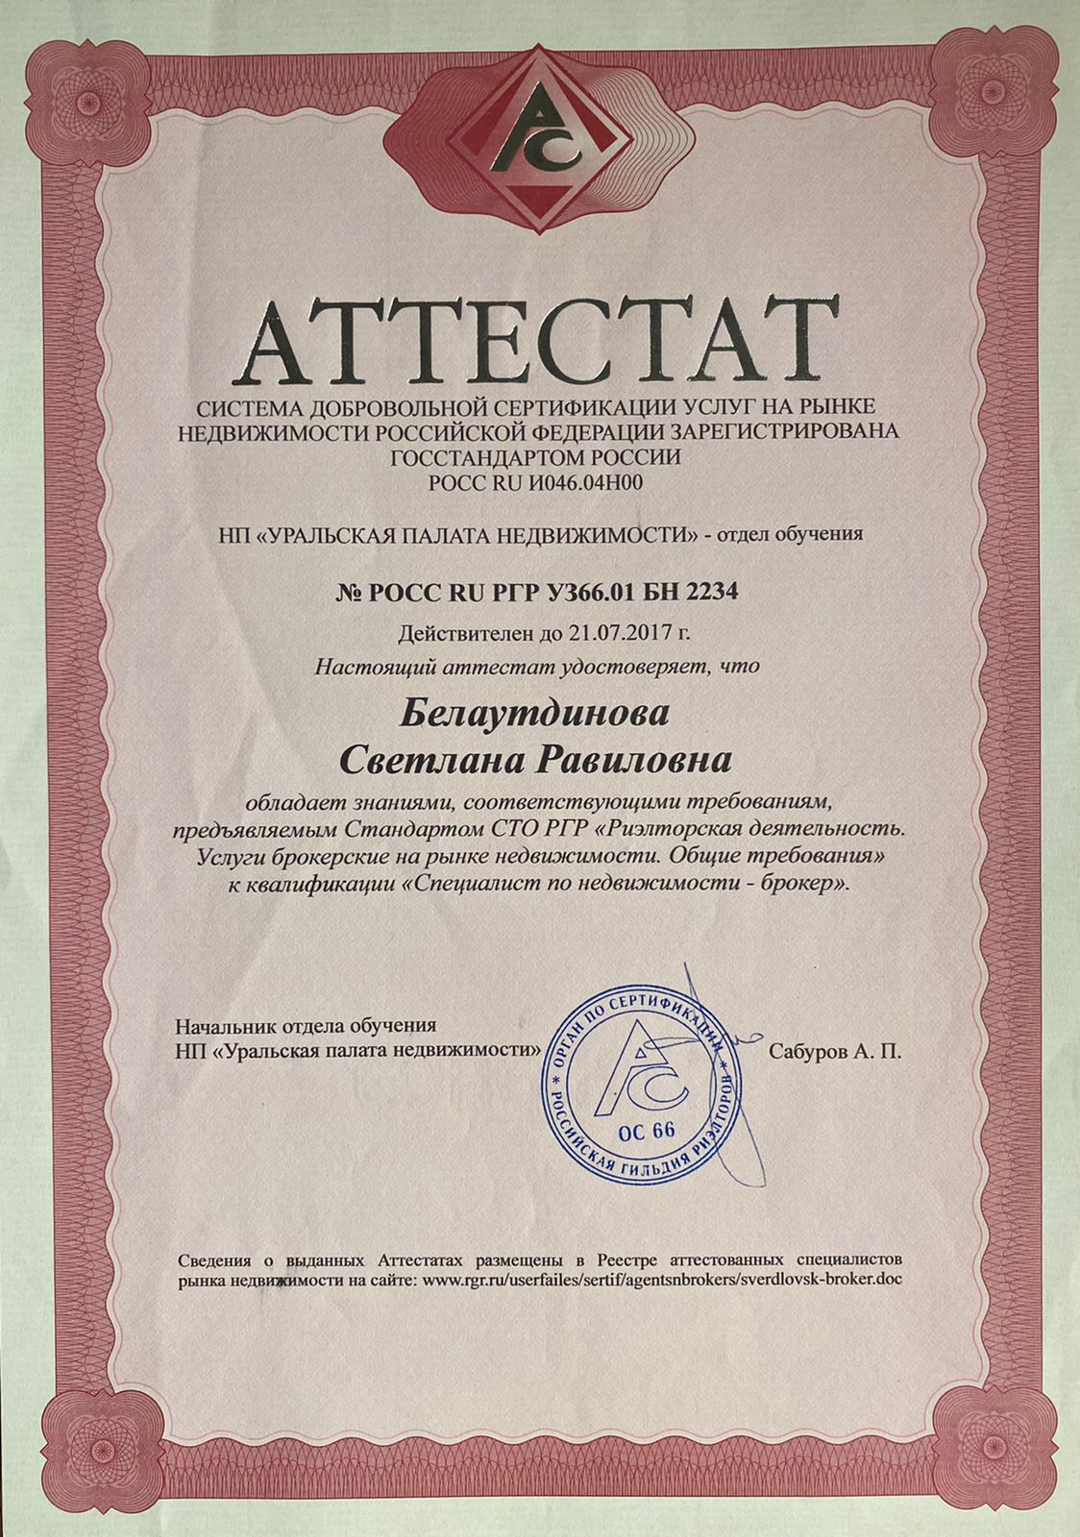 АС
АТТЕСТАТ
СИСТЕМА ДОБРОВОЛЬНОЙ СЕРТИФИКАЦИИ УСЛУГ НА РЫНКЕ
НЕДВИЖИМОСТИ РОССИЙСКОЙ ФЕДЕРАЦИИ ЗАРЕГИСТРИРОВАНА
ГОССТАНДАРТОМ РОССИИ
РОСС RU И046.04Н00
НП «УРАЛЬСКАЯ ПАЛАТА НЕДВИЖИМОСТИ» - отдел обучения
№ РОСС RU РГР УЗ66.01 БН 2234
Действителен до 21.07.2017 г.
Настоящий аттестат удостоверяет, что
Белаутдинова
Светлана Равиловна
обладает знаниями, соответствующими требованиям,
предъявляемым Стандартом СТО РГР «Риэлторская деятельность.
Услуги брокерские на рынке недвижимости. Общие требования»
к квалификации «Специалист по недвижимости - брокер».
Начальник отдела обучения
НП «Уральская палата недвижимости»
Сабуров А. П.
* ОРГАН ПО СЕРТИФИКАЦИИ *
РОССИЙСКАЯ ГИЛЬДИЯ РИЭЛТОРОВ
АС
ОС 66
Сведения о выданных Аттестатах размещены в Реестре аттестованных специалистов
рынка недвижимости на сайте: www.rgr.ru/userfailes/sertif/agentsnbrokers/sverdlovsk-broker.doc